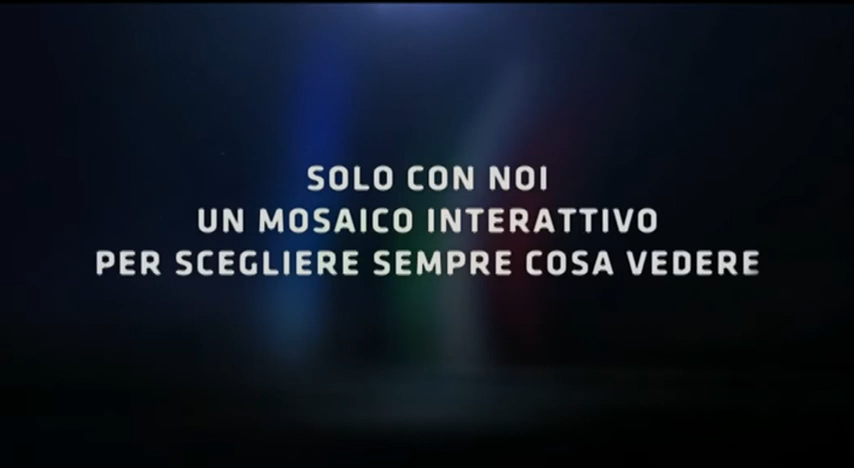 SOLO CON NOI
UN MOSAICO INTERATTIVO
PER SCEGLIERE SEMPRE COSA VEDERE